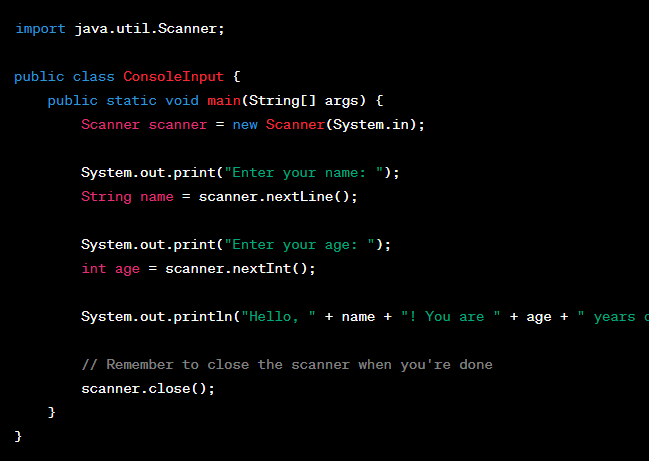 import java.util.Scanner;
public class ConsoleInput {
public static void main(String[] args) {
Scanner scanner = new Scanner(System.in);
System.out.print("Enter your name: ");
String name = scanner.nextLine();
System.out.print("Enter your age: ");
int age = scanner.nextInt();
System.out.println("Hello, " + name + "! You are " + age + " years
// Remember to close the scanner when you're done
scanner.close();
}
}